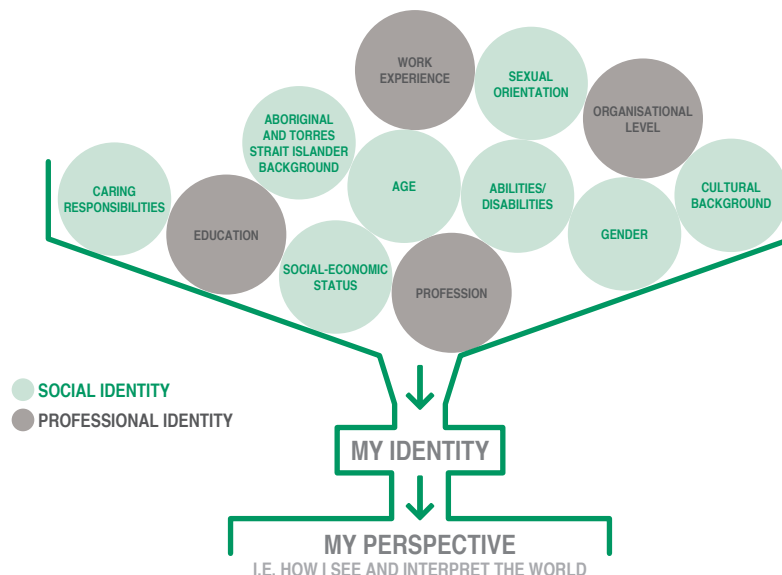 WORK
EXPERIENCE
SEXUAL
ORIENTATION
ORGANISATIONAL
LEVEL
ABORIGINAL
AND TORRES
STRAIT ISLANDER
BACKGROUND
CARING
RESPONSIBILITIES
AGE
ABILITIES/
DISABILITIES
CULTURAL
BACKGROUND
EDUCATION
GENDER
SOCIAL-ECONOMIC
STATUS
PROFESSION
SOCIAL IDENTITY
PROFESSIONAL IDENTITY
MY IDENTITY
MY PERSPECTIVE
I.E. HOW I SEE AND INTERPRET THE WORLD